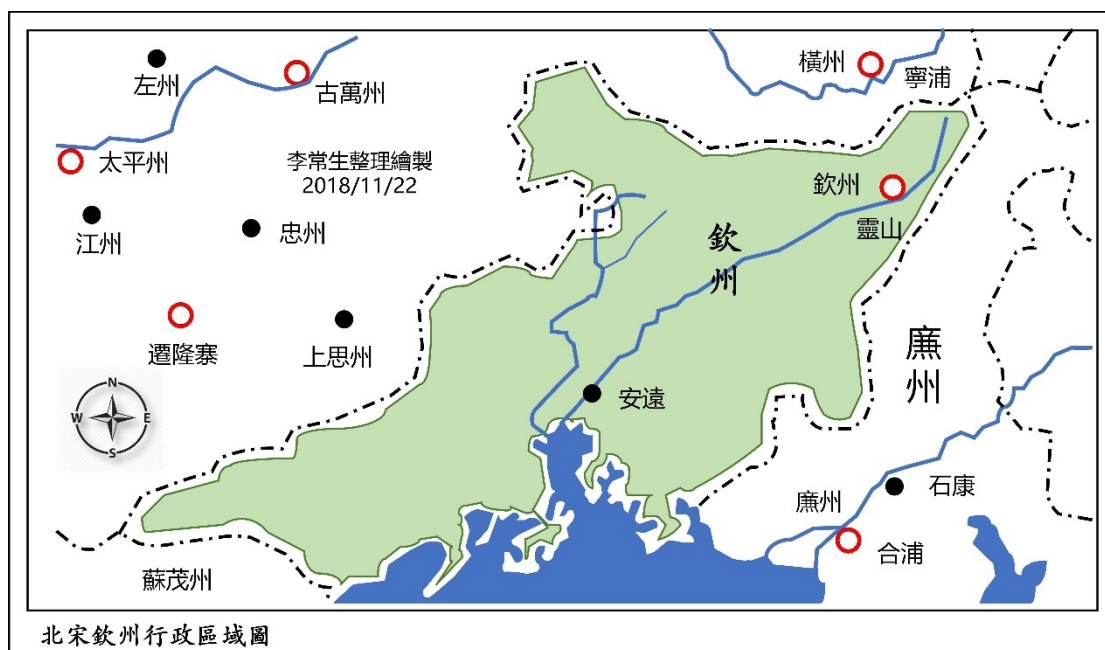 左州
古萬州
橫州
寧浦
太平州
李常生整理繪製
2018/11/22
欽州
靈山
江州
忠州
欽州
遷隆寨
上思州
廉州
N
W
E
S
安遠
石康
廉州
合浦
蘇茂州
北宋欽州行政區域圖